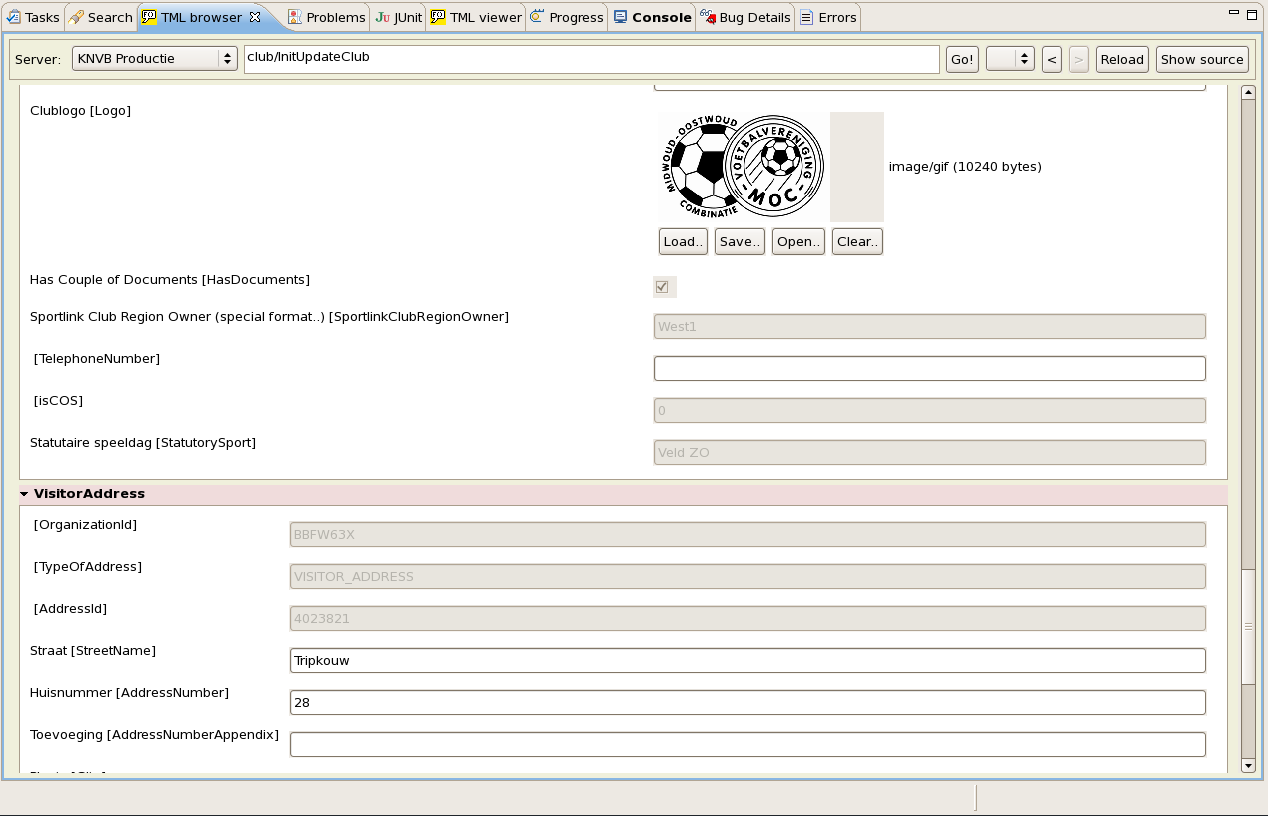 Tasks Search TML browser Problems JUnit TML viewer Progress Console Bug Details Errors
Server: KNVB Productie club/InitUpdateClub Go! < > Reload Show source
Clublogo [Logo]
MIDWOUD-OOSTWOUD
COMBINATIE
VOETBALVERENIGING
MOC
image/gif (10240 bytes)
Load.. Save.. Open.. Clear..
Has Couple of Documents [HasDocuments]
Sportlink Club Region Owner (special format..) [SportlinkClubRegionOwner] West1
[TelephoneNumber]
[isCOS] 0
Statutaire speeldag [StatutorySport] Veld ZO
VisitorAddress
[OrganizationId] BBFW63X
[TypeOfAddress] VISITOR_ADDRESS
[AddressId] 4023821
Straat [StreetName] Tripkouw
Huisnummer [AddressNumber] 28
Toevoeging [AddressNumberAppendix]